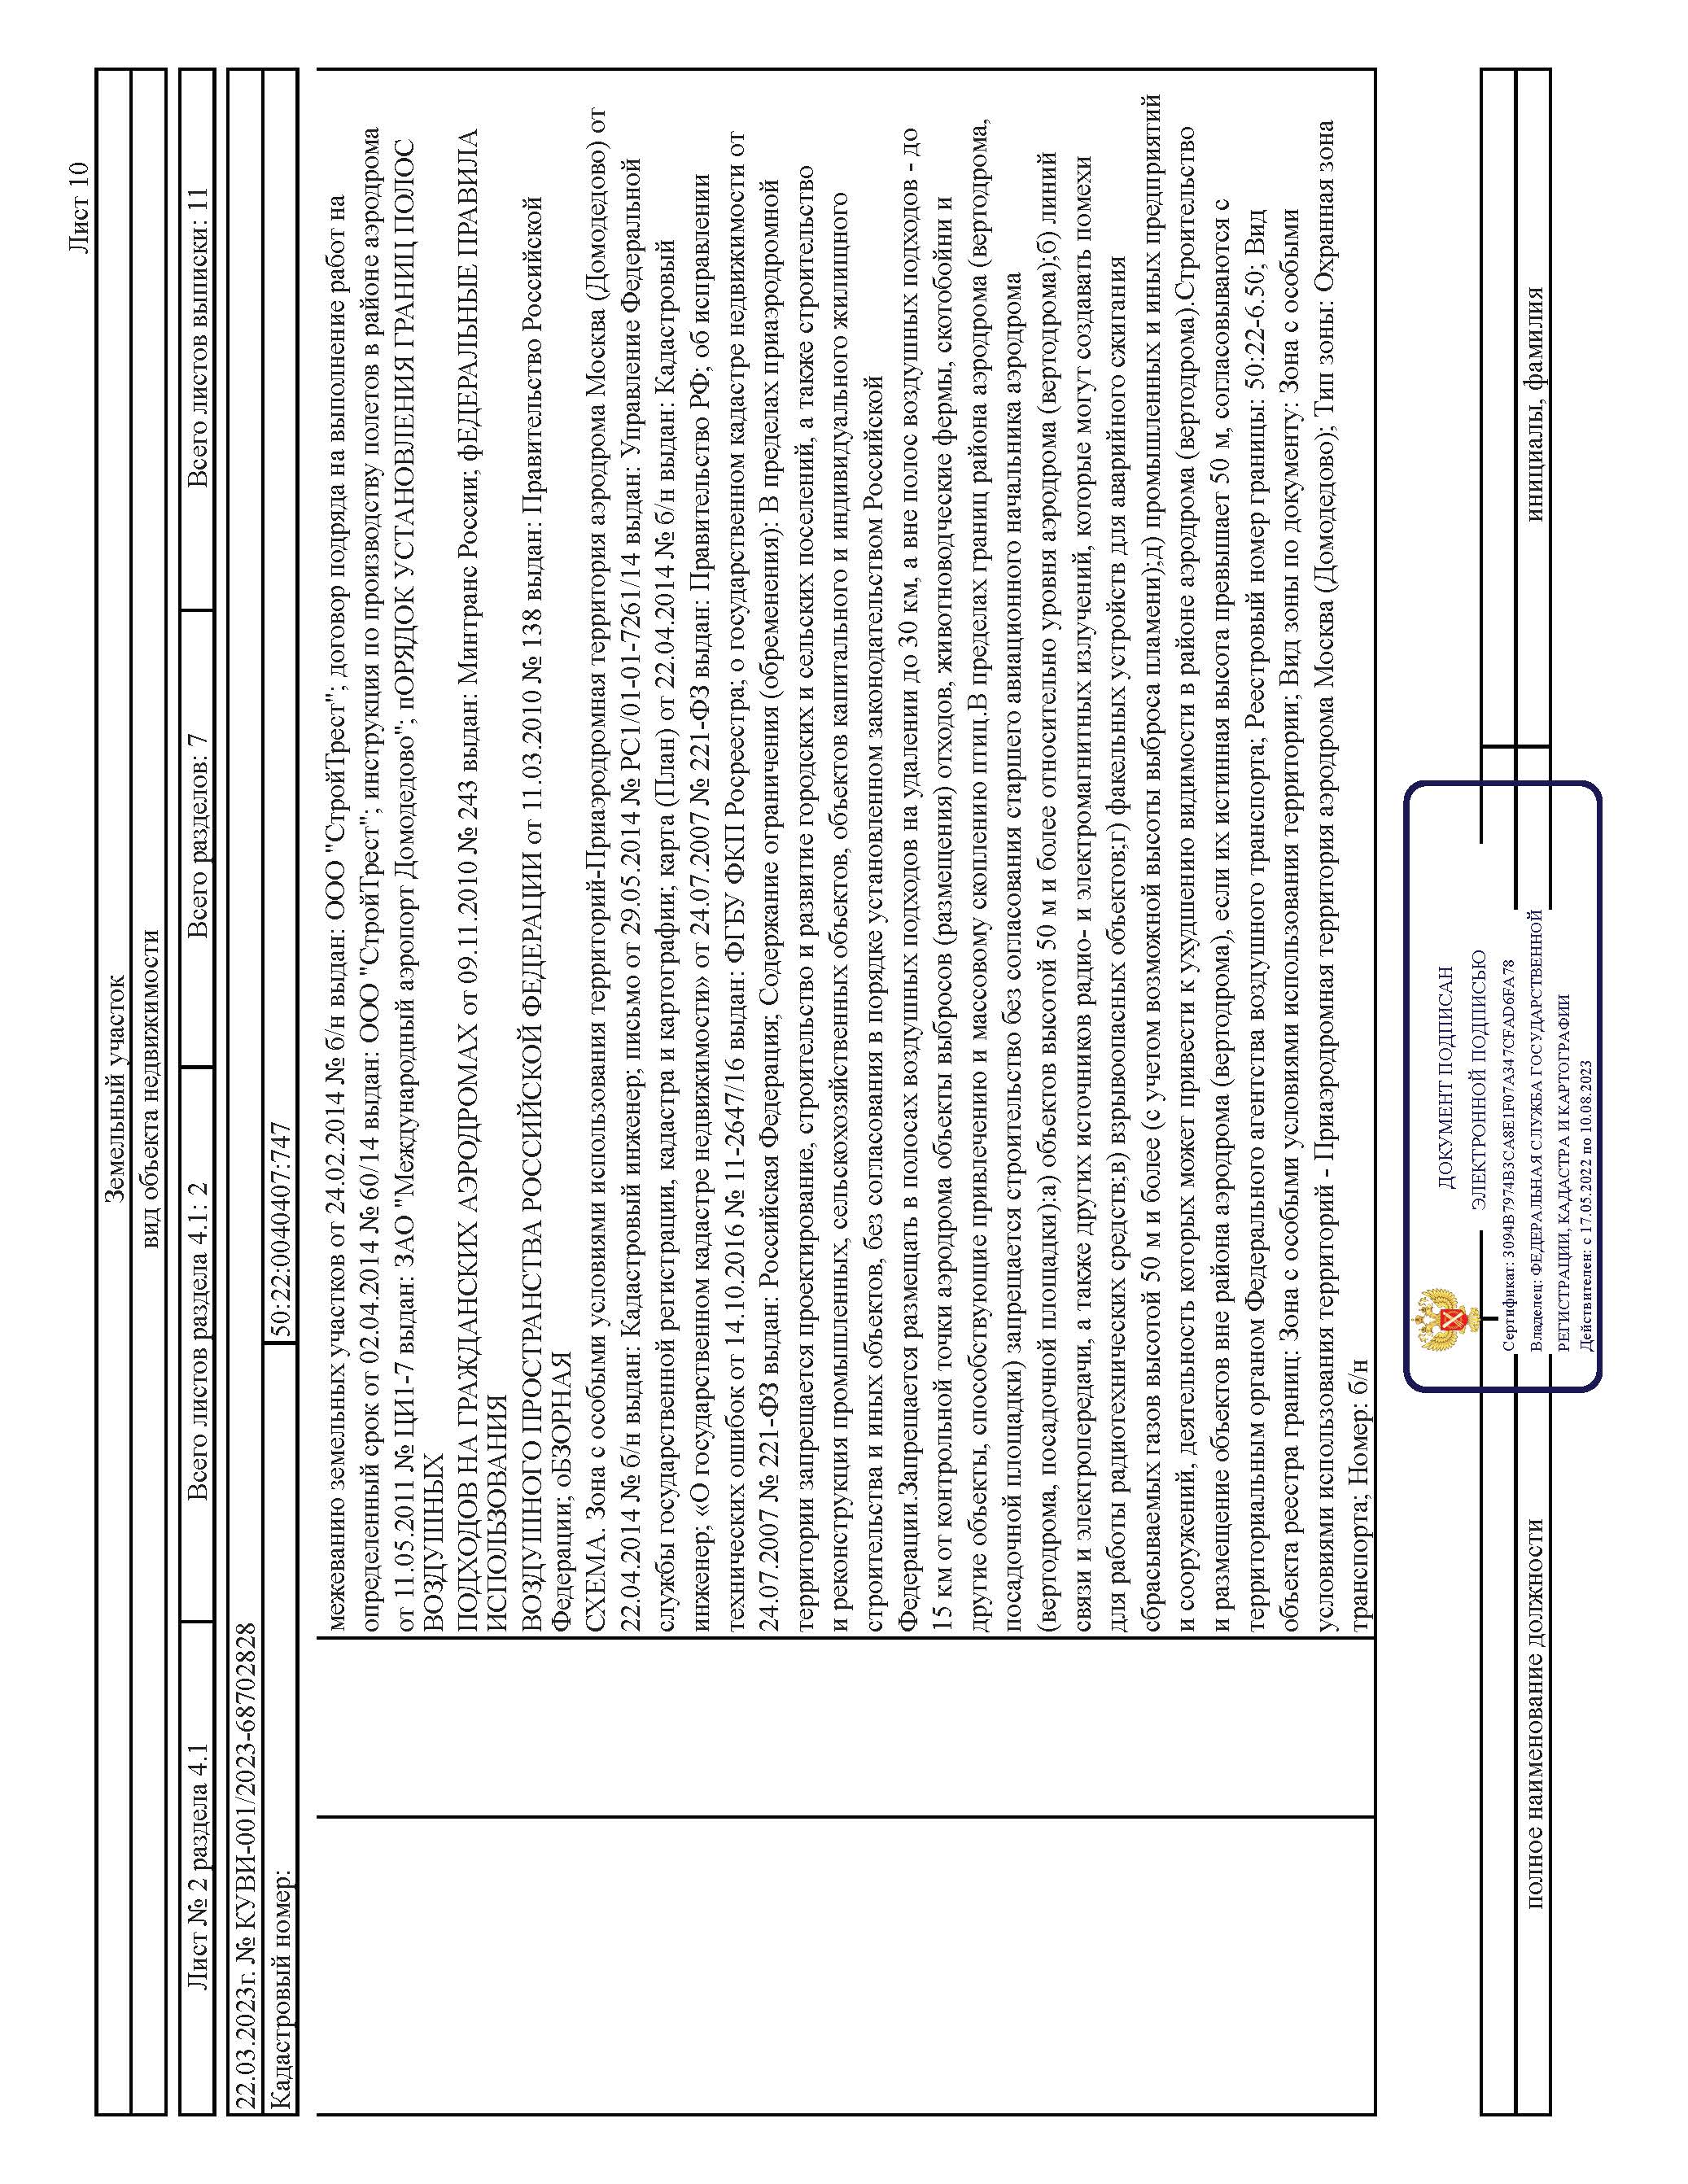 Лист 10
Земельный участок
вид объекта недвижимости
Лист № 2 раздела 4.1 Всего листов раздела 4.1: 2 Всего разделов: 7 Всего листов выписки: 11
22.03.2023г. № КУВИ-001/2023-68702828
Кадастровый номер: 50:22:0040407:747
межеванию земельных участков от 24.02.2014 № б/н выдан: ООО "СтройТрест"; договор подряда на выполнение работ на
определенный срок от 02.04.2014 № 60/14 выдан: ООО "СтройТрест"; инструкция по производству полетов в районе аэродрома
от 11.05.2011 № ЦИ1-7 выдан: ЗАО "Международный аэропорт Домодедово"; пОРЯДОК УСТАНОВЛЕНИЯ ГРАНИЦ ПОЛОС
ВОЗДУШНЫХ
ПОДХОДОВ НА ГРАЖДАНСКИХ АЭРОДРОМАХ от 09.11.2010 № 243 выдан: Минтранс России; фЕДЕРАЛЬНЫЕ ПРАВИЛА
ИСПОЛЬЗОВАНИЯ
ВОЗДУШНОГО ПРОСТРАНСТВА РОССИЙСКОЙ ФЕДЕРАЦИИ от 11.03.2010 № 138 выдан: Правительство Российской
Федерации; оБЗОРНАЯ
СХЕМА. Зона с особыми условиями использования территорий-Приаэродромная территория аэродрома Москва (Домодедово) от
22.04.2014 № б/н выдан: Кадастровый инженер; письмо от 29.05.2014 № РС1/01-01-7261/14 выдан: Управление Федеральной
службы государственной регистрации, кадастра и картографии; карта (План) от 22.04.2014 № б/н выдан: Кадастровый
инженер; «О государственном кадастре недвижимости» от 24.07.2007 № 221-ФЗ выдан: Правительство РФ; об исправлении
технических ошибок от 14.10.2016 № 11-2647/16 выдан: ФГБУ ФКП Росреестра; о государственном кадастре недвижимости от
24.07.2007 № 221-ФЗ выдан: Российская Федерация; Содержание ограничения (обременения): В пределах приаэродромной
территории запрещается проектирование, строительство и развитие городских и сельских поселений, а также строительство
и реконструкция промышленных, сельскохозяйственных объектов, объектов капитального и индивидуального жилищного
строительства и иных объектов, без согласования в порядке установленном законодательством Российской
Федерации.Запрещается размещать в полосах воздушных подходов на удалении до 30 км, а вне полос воздушных подходов - до
15 км от контрольной точки аэродрома объекты выбросов (размещения) отходов, животноводческие фермы, скотобойни и
другие объекты, способствующие привлечению и массовому скоплению птиц.В пределах границ района аэродрома (вертодрома,
посадочной площадки) запрещается строительство без согласования старшего авиационного начальника аэродрома
(вертодрома, посадочной площадки):а) объектов высотой 50 м и более относительно уровня аэродрома (вертодрома);б) линий
связи и электропередачи, а также других источников радио- и электромагнитных излучений, которые могут создавать помехи
для работы радиотехнических средств;в) взрывоопасных объектов;г) факельных устройств для аварийного сжигания
сбрасываемых газов высотой 50 м и более (с учетом возможной высоты выброса пламени);д) промышленных и иных предприятий
и сооружений, деятельность которых может привести к ухудшению видимости в районе аэродрома (вертодрома).Строительство
и размещение объектов вне района аэродрома (вертодрома), если их истинная высота превышает 50 м, согласовываются с
территориальным органом Федерального агентства воздушного транспорта; Реестровый номер границы: 50:22-6.50; Вид
объекта реестра границ: Зона с особыми условиями использования территории; Вид зоны по документу: Зона с особыми
условиями использования территорий - Приаэродромная территория аэродрома Москва (Домодедово); Тип зоны: Охранная зона
транспорта; Номер: б/н
ДОКУМЕНТ ПОДПИСАН
ЭЛЕКТРОННОЙ ПОДПИСЬЮ
Сертификат: 3094B7974B3CA8E1F07A347CFAD6FA78
Владелец: ФЕДЕРАЛЬНАЯ СЛУЖБА ГОСУДАРСТВЕННОЙ
РЕГИСТРАЦИИ, КАДАСТРА И КАРТОГРАФИИ
Действителен: с 17.05.2022 по 10.08.2023
полное наименование должности инициалы, фамилия